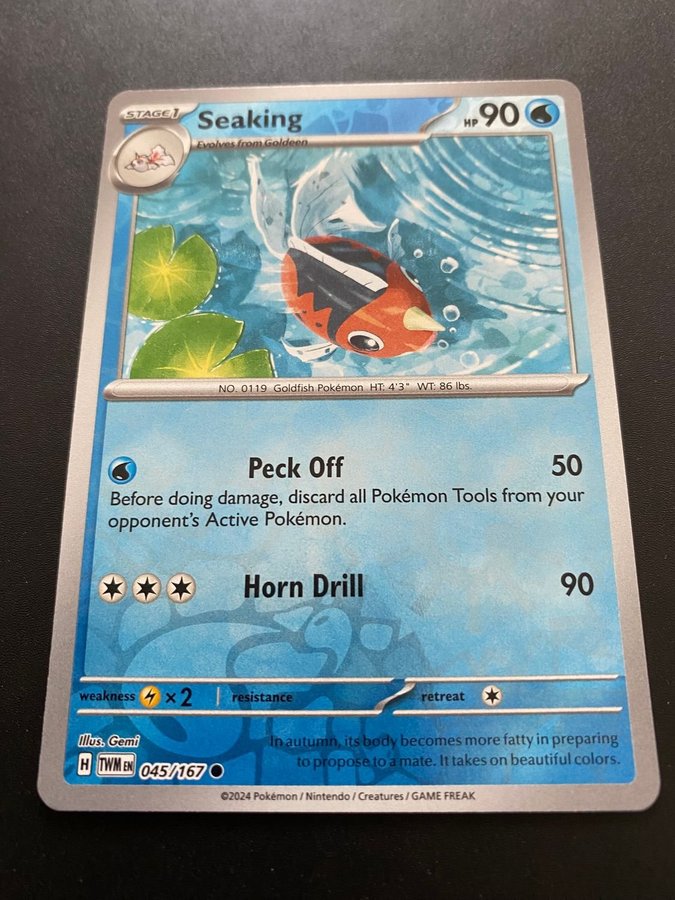 STAGE 1 Seaking HP 90
Evolves from Goldeen
NO. 0119 Goldfish Pokémon HT: 4'3" WT: 86 lbs.
Peck Off 50
Before doing damage, discard all Pokémon Tools from your
opponent's Active Pokémon.
Horn Drill 90
weakness ×2 resistance retreat
Illus. Gemi
In autumn, its body becomes more fatty in preparing
to propose to a mate. It takes on beautiful colors.
H TWM EN 045/167
©2024 Pokémon / Nintendo / Creatures / GAME FREAK